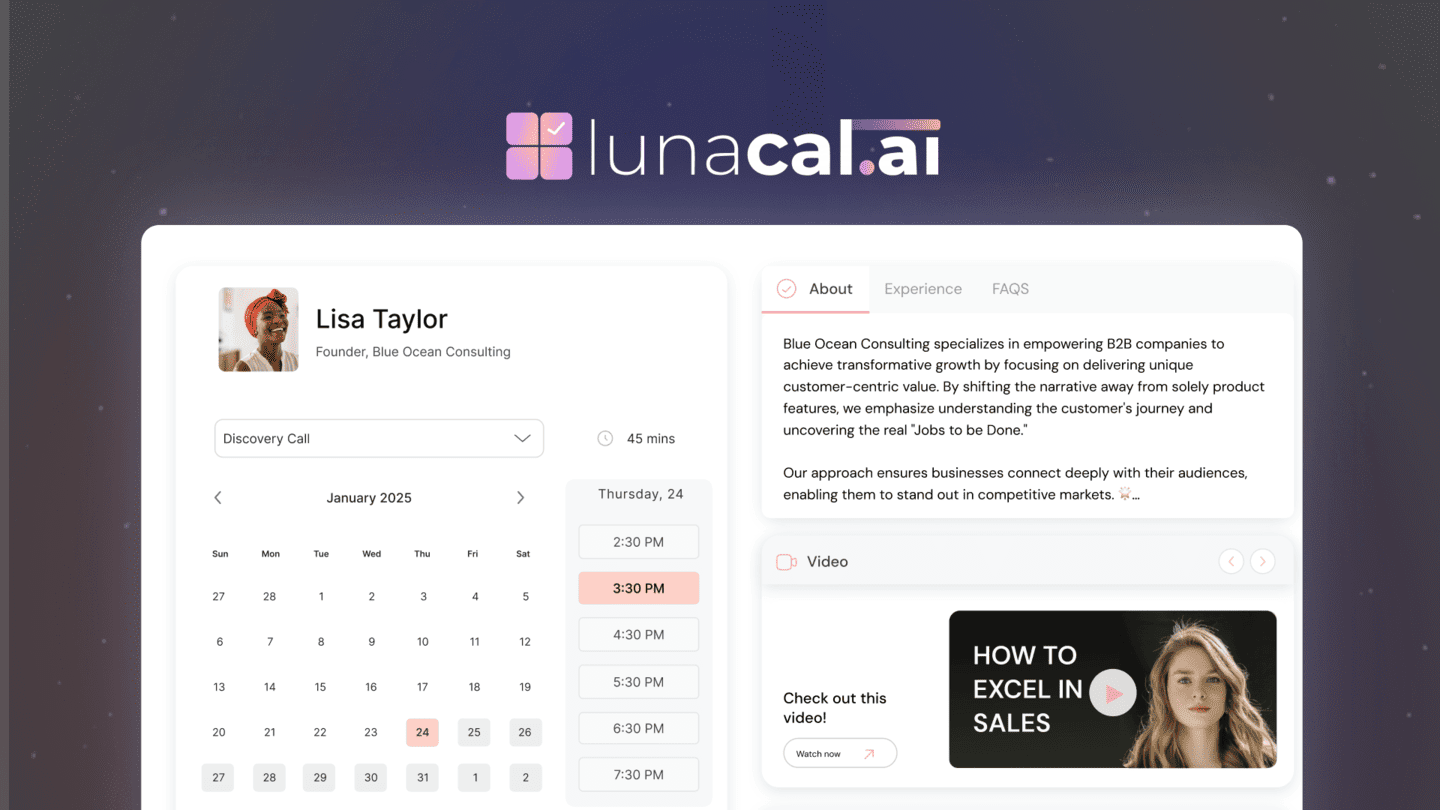 lunacal.ai
Lisa Taylor
Founder, Blue Ocean Consulting
Discovery Call
45 mins
January 2025
Sun Mon Tue Wed Thu Fri Sat
27 28 1 2 3 4 5
6 7 8 9 10 11 12
13 14 15 16 17 18 19
20 21 22 23 24 25 26
27 28 29 30 31 1 2
Thursday, 24
2:30 PM
3:30 PM
4:30 PM
5:30 PM
6:30 PM
7:30 PM
About Experience FAQS
Blue Ocean Consulting specializes in empowering B2B companies to
achieve transformative growth by focusing on delivering unique
customer-centric value. By shifting the narrative away from solely product
features, we emphasize understanding the customer's journey and
uncovering the real "Jobs to be Done."
Our approach ensures businesses connect deeply with their audiences,
enabling them to stand out in competitive markets. ...
Video
Check out this
video!
Watch now
HOW TO
EXCEL IN
SALES